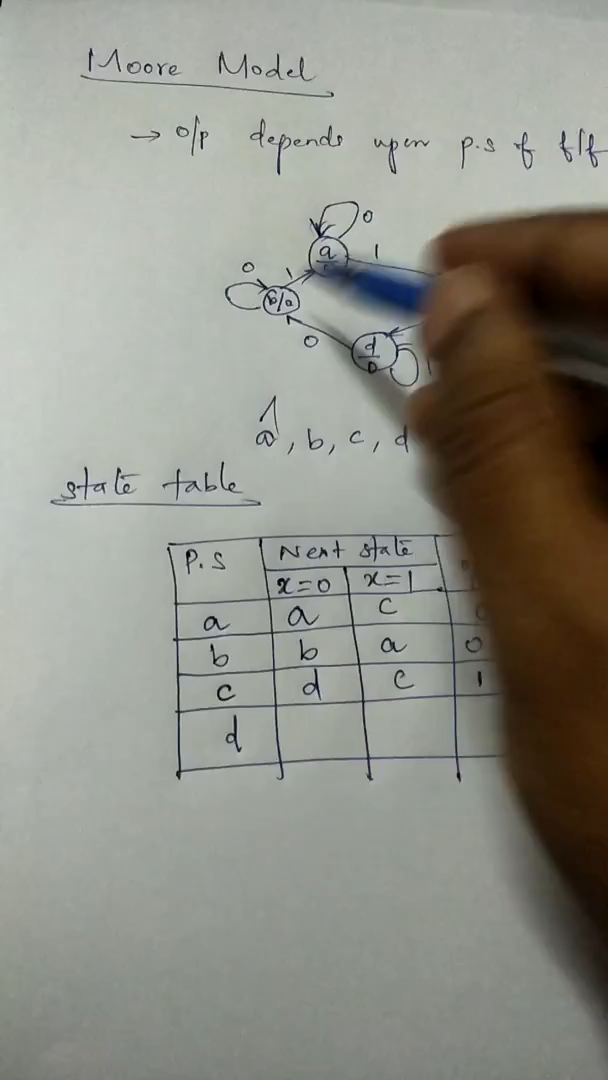 Moore Model
→ o/p depends upon p.s of f/f
0
a
1
0
1
b/0
0
d
0
a, b, c, d
state table
P.S Next state
x=0 x=1
a a c
b b a 0
c d c 1
d